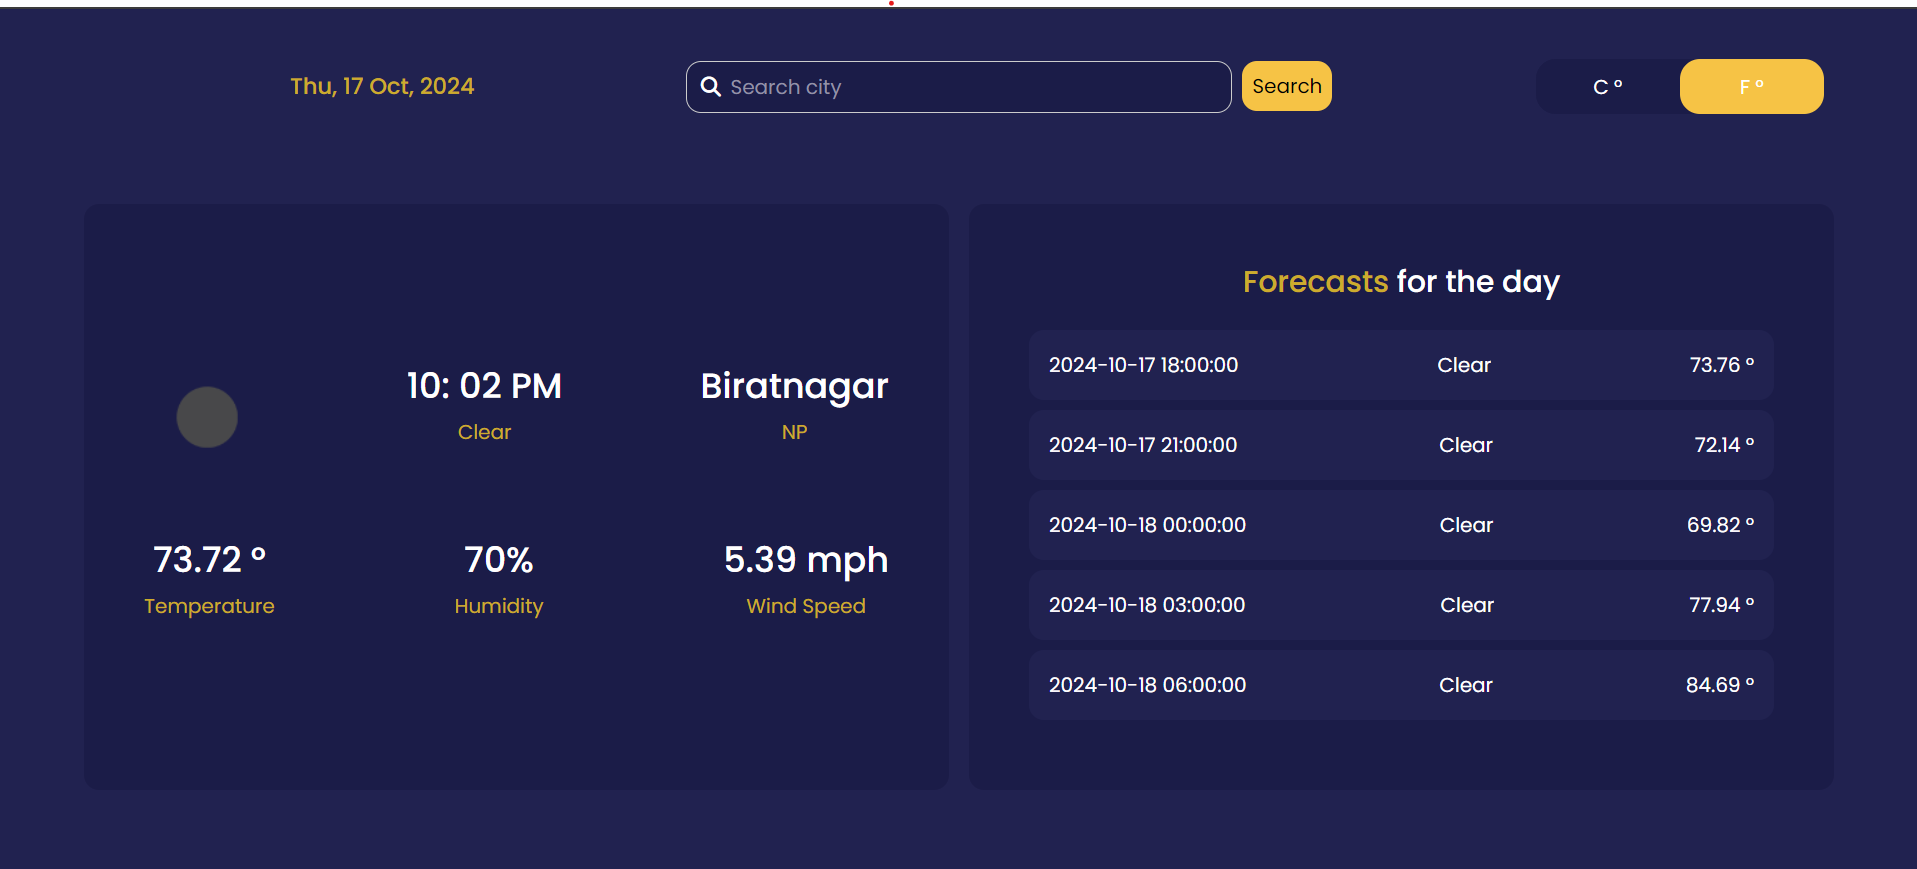 Thu, 17 Oct, 2024
Search city
Search
C °
F °
10: 02 PM
Clear
Biratnagar
NP
73.72 °
Temperature
70%
Humidity
5.39 mph
Wind Speed
Forecasts for the day
2024-10-17 18:00:00 Clear 73.76 °
2024-10-17 21:00:00 Clear 72.14 °
2024-10-18 00:00:00 Clear 69.82 °
2024-10-18 03:00:00 Clear 77.94 °
2024-10-18 06:00:00 Clear 84.69 °